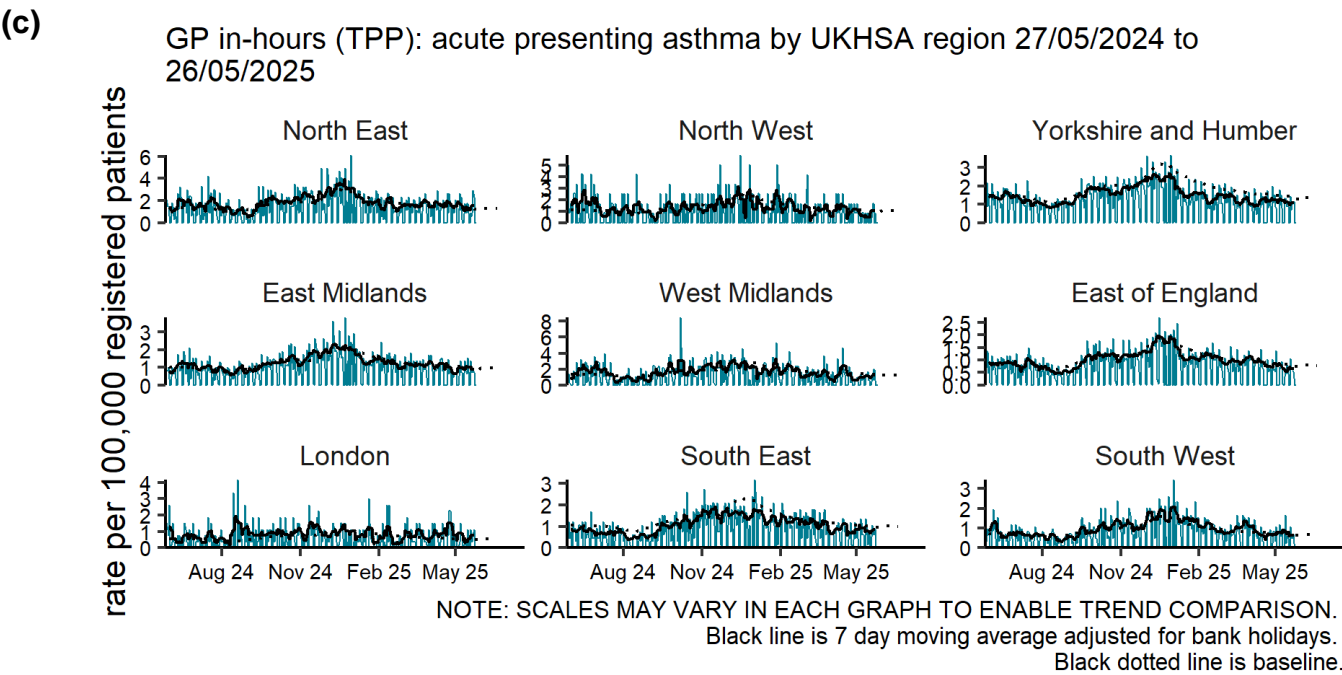 (c)
GP in-hours (TPP): acute presenting asthma by UKHSA region 27/05/2024 to
26/05/2025
rate per 100,000 registered patients
North East
6
4
2
0
North West
5
4
3
2
1
0
Yorkshire and Humber
3
2
1
0
East Midlands
3
2
1
0
West Midlands
8
6
4
2
0
East of England
2.5
2.0
1.5
1.0
0.5
0.0
London
4
3
2
1
0
South East
3
2
1
0
South West
3
2
1
0
Aug 24 Nov 24 Feb 25 May 25
Aug 24 Nov 24 Feb 25 May 25
Aug 24 Nov 24 Feb 25 May 25
NOTE: SCALES MAY VARY IN EACH GRAPH TO ENABLE TREND COMPARISON.
Black line is 7 day moving average adjusted for bank holidays.
Black dotted line is baseline.